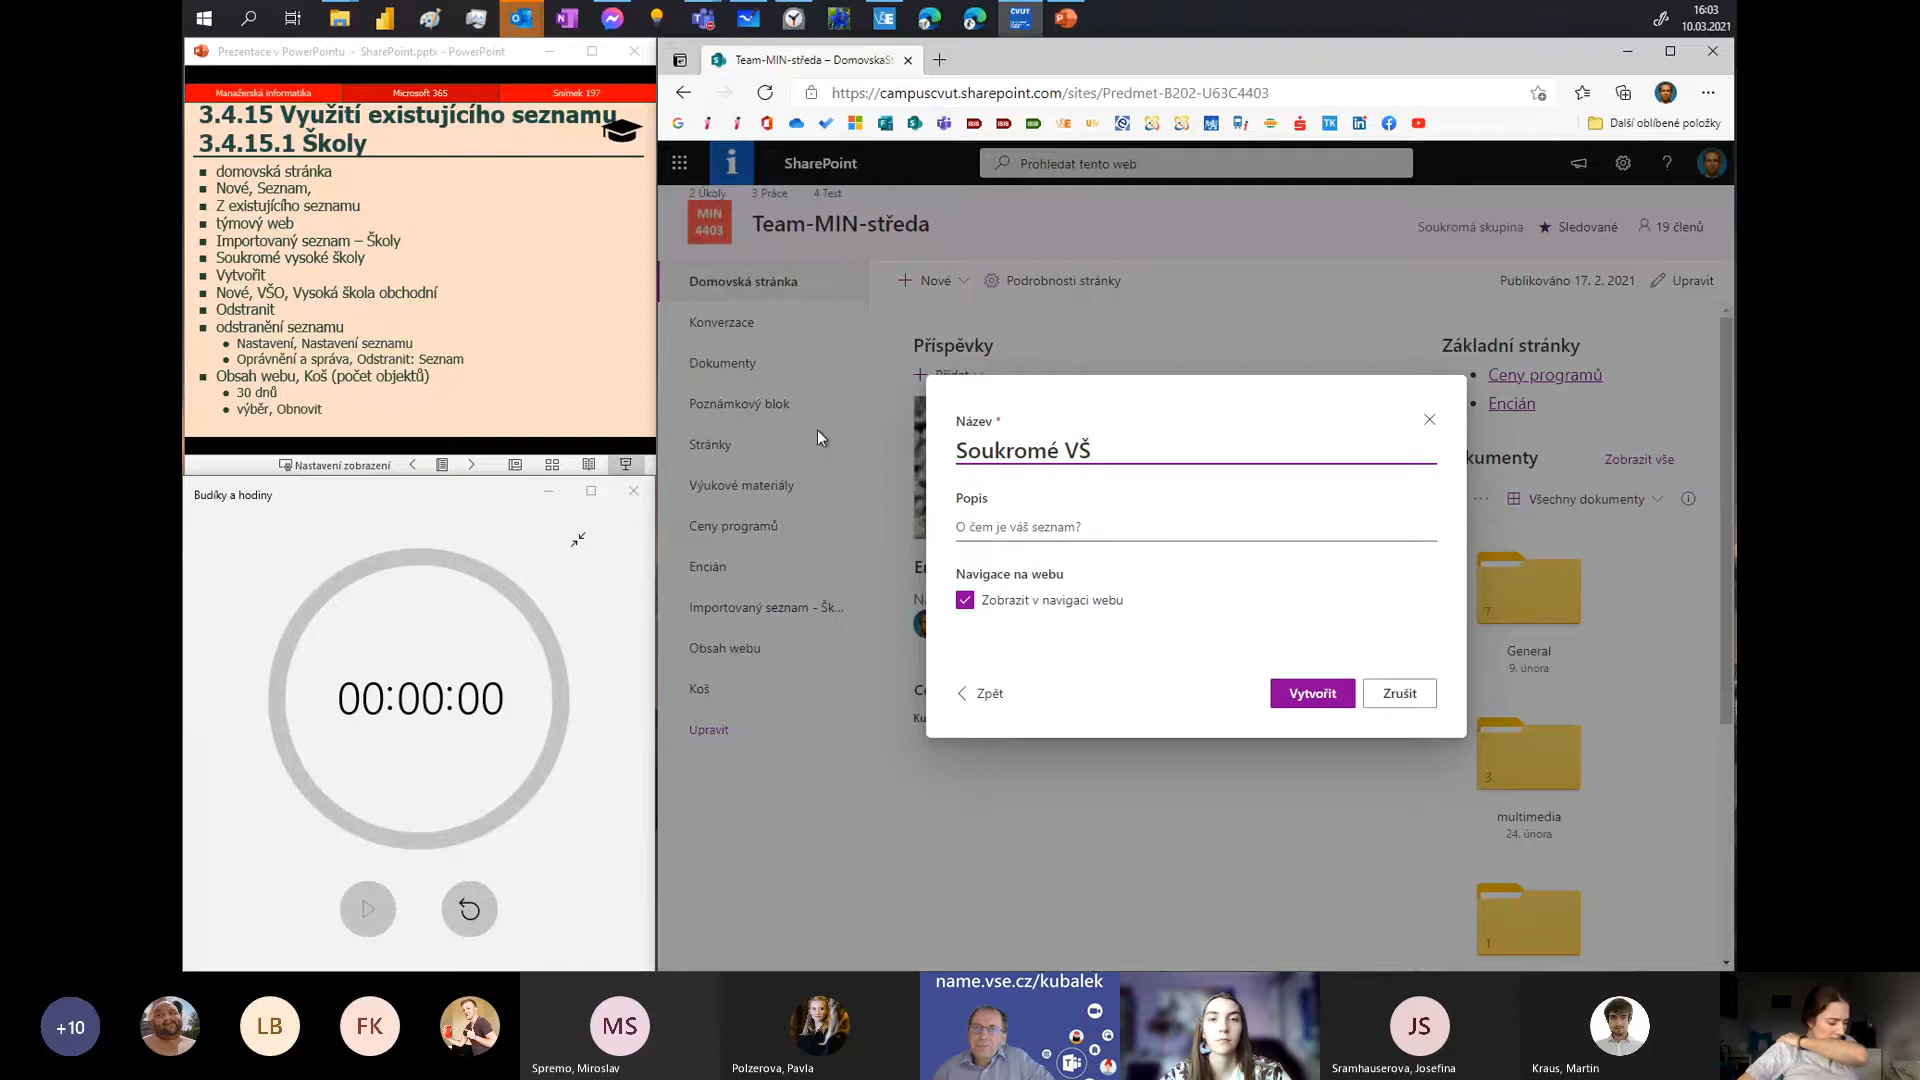 16:03
10.03.2021
Prezentace v PowerPointu - SharePoint.pptx - PowerPoint
Manažerská informatika
Microsoft 365
Snímek 197
3.4.15 Využití existujícího seznamu
3.4.15.1 Školy
domovská stránka
Nové, Seznam,
Z existujícího seznamu
týmový web
Importovaný seznam – Školy
Soukromé vysoké školy
Vytvořit
Nové, VŠO, Vysoká škola obchodní
Odstranit
odstranění seznamu
Nastavení, Nastavení seznamu
Oprávnění a správa, Odstranit: Seznam
Obsah webu, Koš (počet objektů)
30 dnů
výběr, Obnovit
Nastavení zobrazení
Budíky a hodiny
00:00:00
Team-MIN-středa – DomovskaS
https://campuscvut.sharepoint.com/sites/Predmet-B202-U63C4403
Další oblíbené položky
SharePoint
Prohledat tento web
2 Úkoly
3 Práce
4 Test
MIN
4403
Team-MIN-středa
Soukromá skupina
Sledované
19 členů
Domovská stránka
Konverzace
Dokumenty
Poznámkový blok
Stránky
Výukové materiály
Ceny programů
Encián
Importovaný seznam - Šk...
Obsah webu
Koš
Upravit
Nové
Podrobnosti stránky
Publikováno 17. 2. 2021
Upravit
Příspěvky
Základní stránky
Ceny programů
Encián
kumenty
Zobrazit vše
Všechny dokumenty
7
General
9. února
3
multimedia
24. února
1
Název *
Soukromé VŠ
Popis
O čem je váš seznam?
Navigace na webu
Zobrazit v navigaci webu
Zpět
Vytvořit
Zrušit
+10
LB
FK
MS
Spremo, Miroslav
Polzerova, Pavla
name.vse.cz/kubalek
JS
Sramhauserova, Josefina
Kraus, Martin